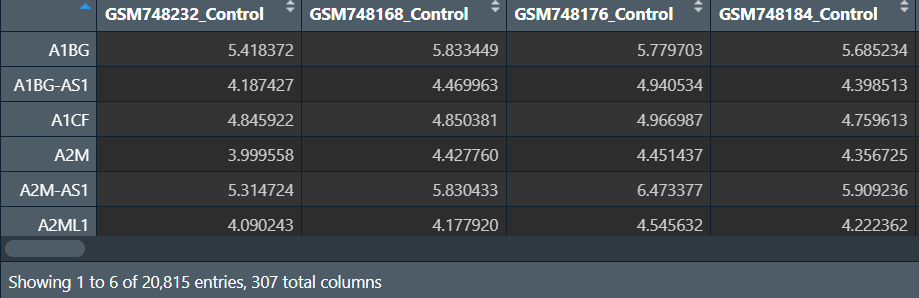 GSM748232_Control GSM748168_Control GSM748176_Control GSM748184_Control
A1BG 5.418372 5.833449 5.779703 5.685234
A1BG-AS1 4.187427 4.469963 4.940534 4.398513
A1CF 4.845922 4.850381 4.966987 4.759613
A2M 3.999558 4.427760 4.451437 4.356725
A2M-AS1 5.314724 5.830433 6.473377 5.909236
A2ML1 4.090243 4.177920 4.545632 4.222362
Showing 1 to 6 of 20,815 entries, 307 total columns